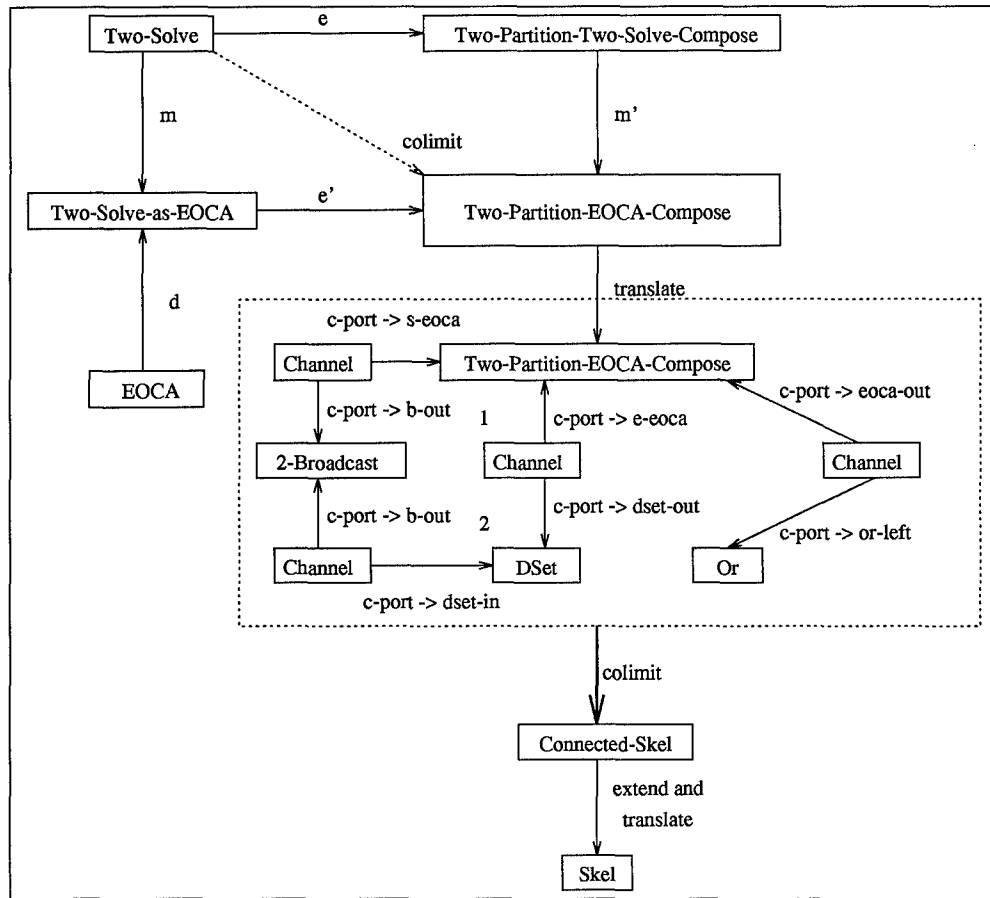 e
Two-Solve
Two-Partition-Two-Solve-Compose
m
m'
colimit
Two-Solve-as-EOCA
e'
Two-Partition-EOCA-Compose
d
translate
c-port -> s-eoca
Channel
Two-Partition-EOCA-Compose
EOCA
c-port -> eoca-out
c-port -> b-out
1
c-port -> e-eoca
2-Broadcast
Channel
Channel
c-port -> b-out
2
c-port -> dset-out
c-port -> or-left
Channel
DSet
Or
c-port -> dset-in
colimit
Connected-Skel
extend and
translate
Skel